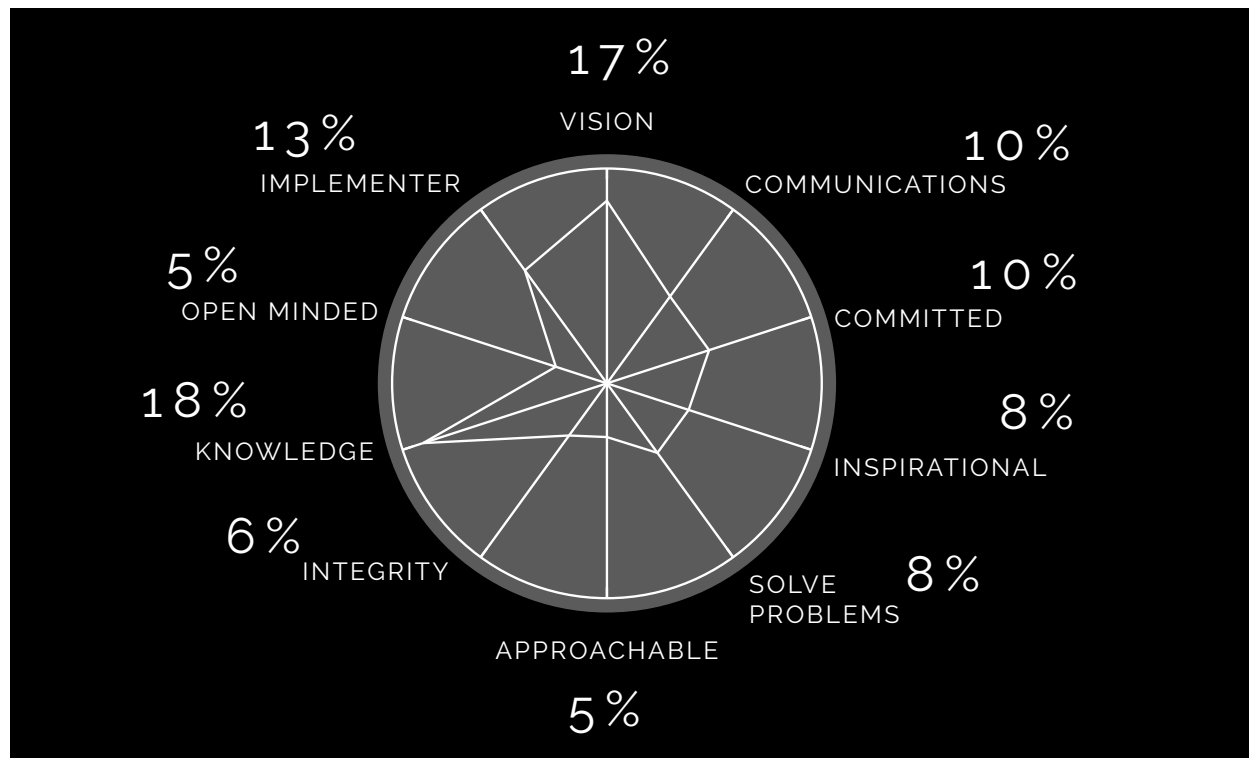 17%
VISION
10%
COMMUNICATIONS
10%
COMMITTED
8%
INSPIRATIONAL
8%
SOLVE
PROBLEMS
APPROACHABLE
5%
6%
INTEGRITY
18%
KNOWLEDGE
5%
OPEN MINDED
13%
IMPLEMENTER